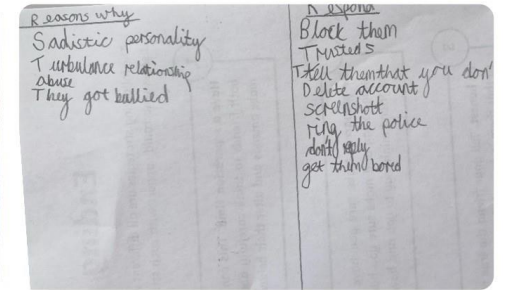 Reasons why
Sadistic personality
Turbulance relationship
abuse
They got bullied
Respond
Block them
Trusted s
Tell them that you don'
Delete account
screenshott
ring the police
don't reply
get them bored